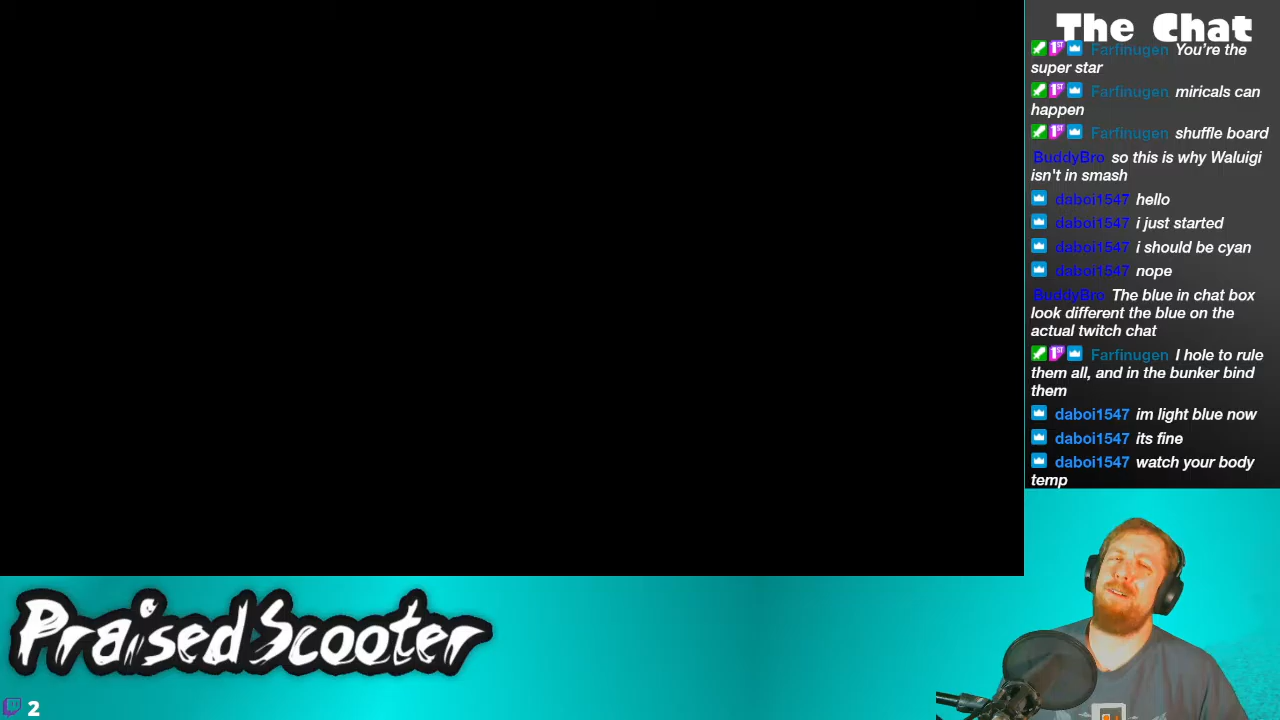 The Chat
1ST Farfinugen You're the
super star
1ST Farfinugen miricals can
happen
1ST Farfinugen shuffle board
BuddyBro so this is why Waluigi
isn't in smash
daboi1547 hello
daboi1547 i just started
daboi1547 i should be cyan
daboi1547 nope
BuddyBro The blue in chat box
look different the blue on the
actual twitch chat
1ST Farfinugen I hole to rule
them all, and in the bunker bind
them
daboi1547 im light blue now
daboi1547 its fine
daboi1547 watch your body
temp
PraisedScooter
2